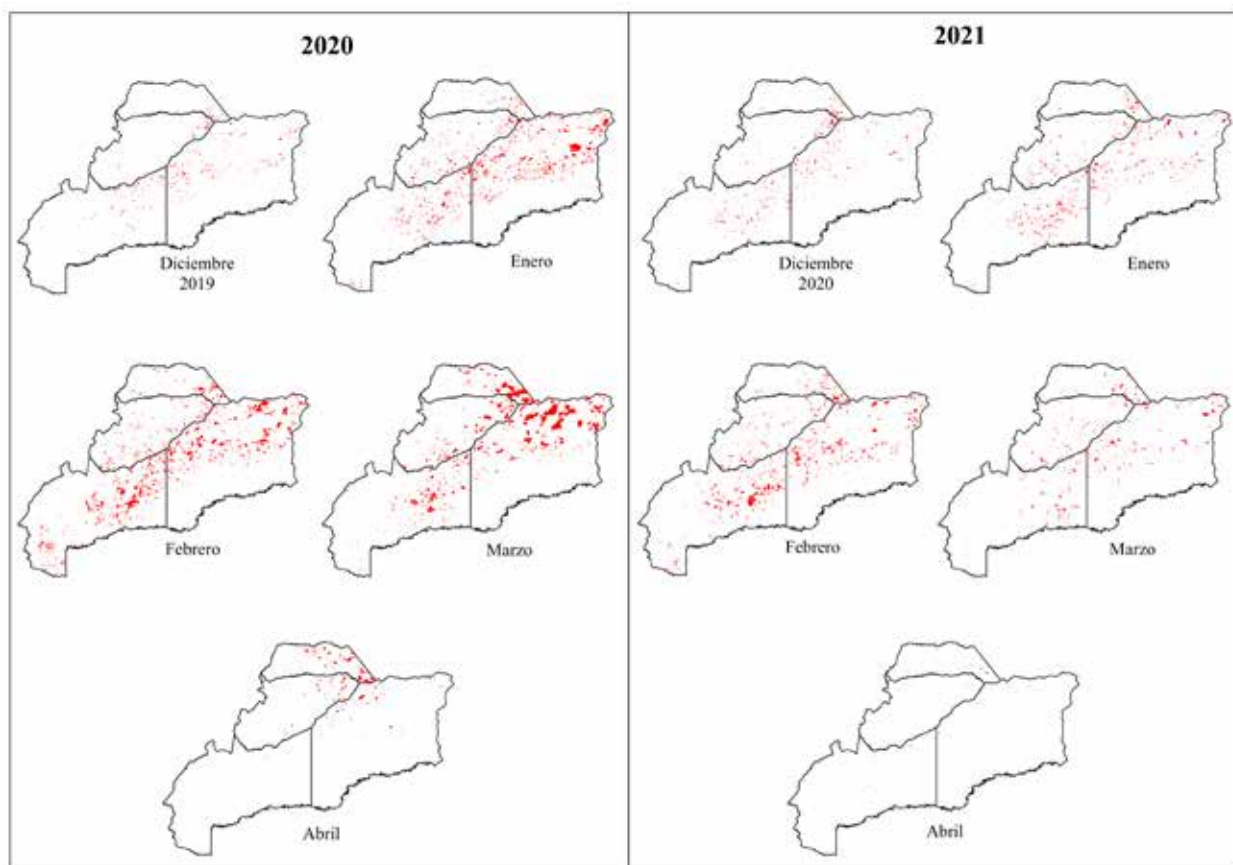 2020
Diciembre
2019
Enero
Febrero
Marzo
Abril
2021
Diciembre
2020
Enero
Febrero
Marzo
Abril